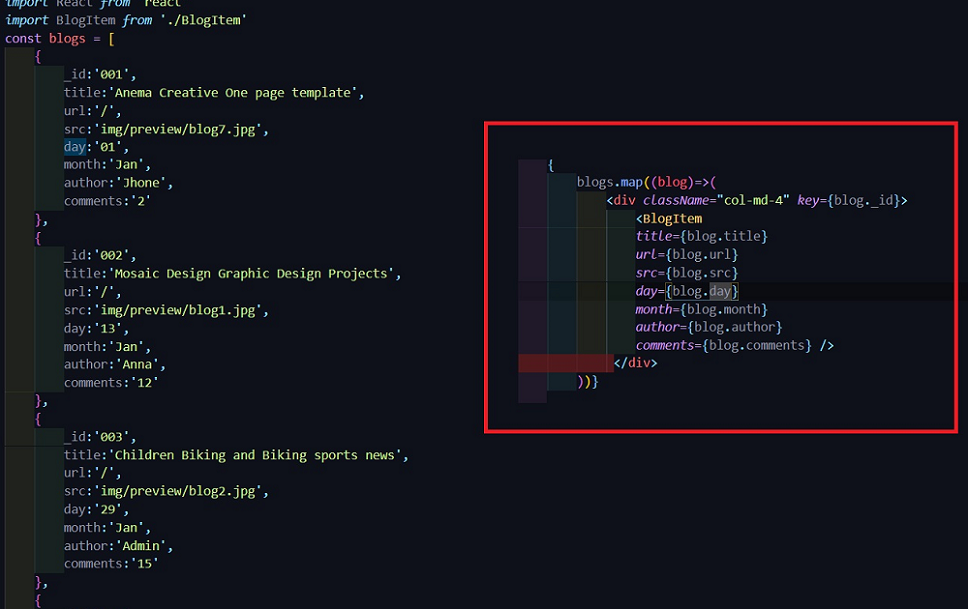 import React from 'react'
import BlogItem from './BlogItem'
const blogs = [
{
_id:'001',
title:'Anema Creative One page template',
url:'/',
src:'img/preview/blog7.jpg',
day:'01',
month:'Jan',
author:'Jhone',
comments:'2'
},
{
_id:'002',
title:'Mosaic Design Graphic Design Projects',
url:'/',
src:'img/preview/blog1.jpg',
day:'13',
month:'Jan',
author:'Anna',
comments:'12'
},
{
_id:'003',
title:'Children Biking and Biking sports news',
url:'/',
src:'img/preview/blog2.jpg',
day:'29',
month:'Jan',
author:'Admin',
comments:'15'
},
{
{
blogs.map((blog)=>(
<div className="col-md-4" key={blog._id}>
<BlogItem
title={blog.title}
url={blog.url}
src={blog.src}
day={blog.day}
month={blog.month}
author={blog.author}
comments={blog.comments} />
</div>
))}